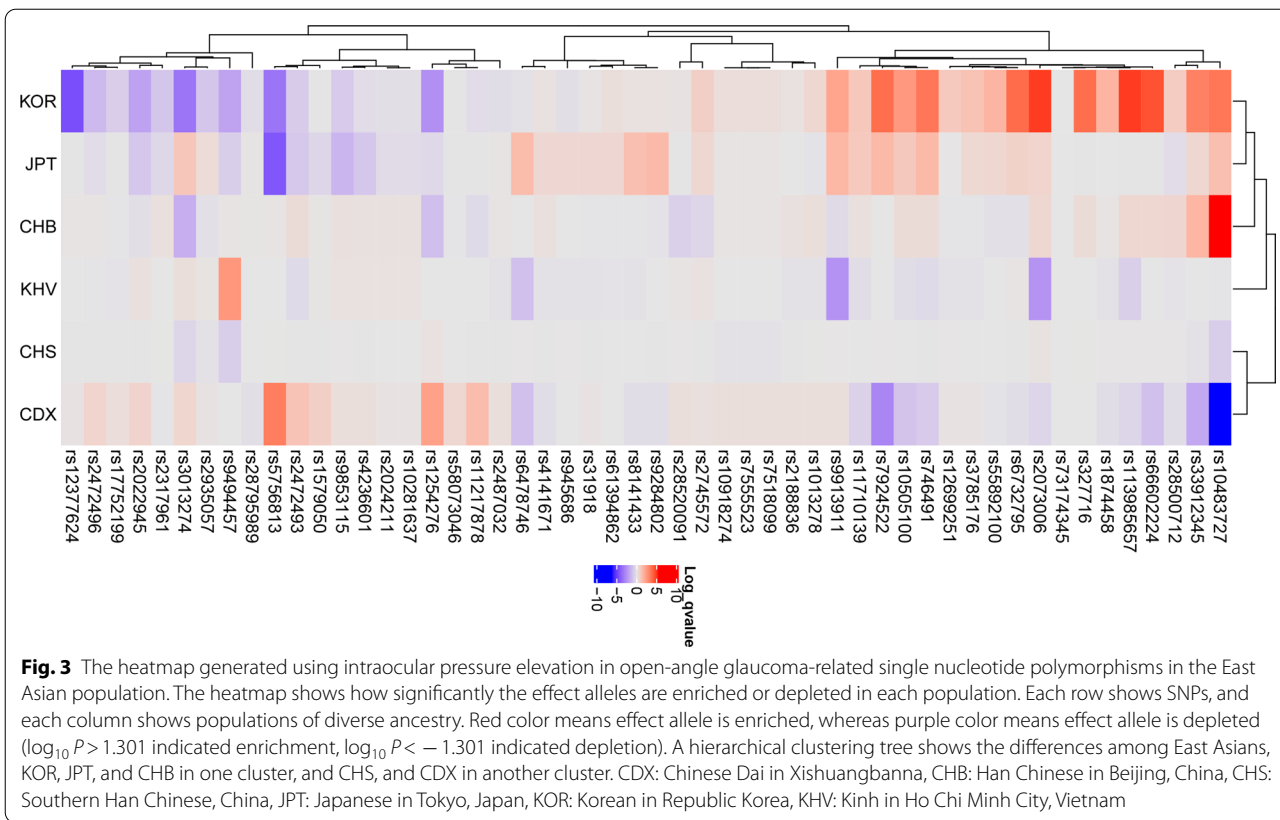 KOR
JPT
CHB
KHV
CHS
CDX
rs12377624
rs2472496
rs17752199
rs2022945
rs2317961
rs3013274
rs2935057
rs9494457
rs28795989
rs5756813
rs2472493
rs1579050
rs9853115
rs4236601
rs2024211
rs10281637
rs1254276
rs58073046
rs11217878
rs2487032
rs6478746
rs4141671
rs945686
rs31918
rs61394862
rs8141433
rs9284802
rs2852091
rs2745572
rs10918274
rs7555523
rs7518099
rs2188836
rs1013278
rs9913911
rs11710139
rs7924522
rs10505100
rs746491
rs12699251
rs3785176
rs55892100
rs6732795
rs2073006
rs73174345
rs327716
rs1874458
rs113985657
rs66602224
rs28500712
rs33912345
rs10483727
Log_qvalue
−10
−5
0
5
10
Fig. 3 The heatmap generated using intraocular pressure elevation in open-angle glaucoma-related single nucleotide polymorphisms in the East
Asian population. The heatmap shows how significantly the effect alleles are enriched or depleted in each population. Each row shows SNPs, and
each column shows populations of diverse ancestry. Red color means effect allele is enriched, whereas purple color means effect allele is depleted
(log10 P > 1.301 indicated enrichment, log10 P < − 1.301 indicated depletion). A hierarchical clustering tree shows the differences among East Asians,
KOR, JPT, and CHB in one cluster, and CHS, and CDX in another cluster. CDX: Chinese Dai in Xishuangbanna, CHB: Han Chinese in Beijing, China, CHS:
Southern Han Chinese, China, JPT: Japanese in Tokyo, Japan, KOR: Korean in Republic Korea, KHV: Kinh in Ho Chi Minh City, Vietnam